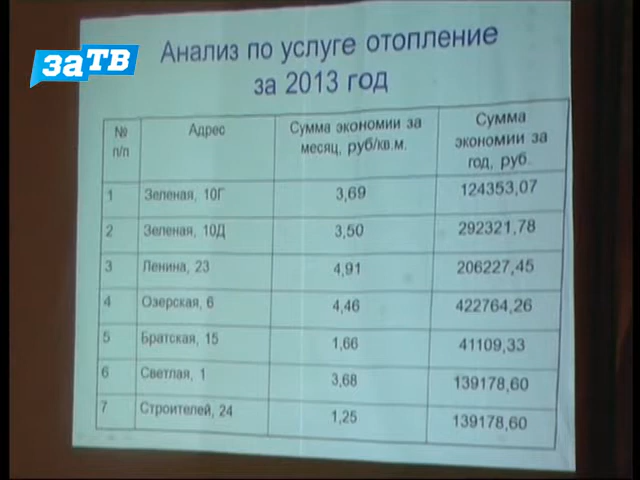 заТВ
Анализ по услуге отопление
за 2013 год
№ п/п Адрес Сумма экономии за месяц, руб/кв.м. Сумма экономии за год, руб.
1 Зеленая, 10Г 3,69 124353,07
2 Зеленая, 10Д 3,50 292321,78
3 Ленина, 23 4,91 206227,45
4 Озерская, 6 4,46 422764,26
5 Братская, 15 1,66 41109,33
6 Светлая, 1 3,68 139178,60
7 Строителей, 24 1,25 139178,60